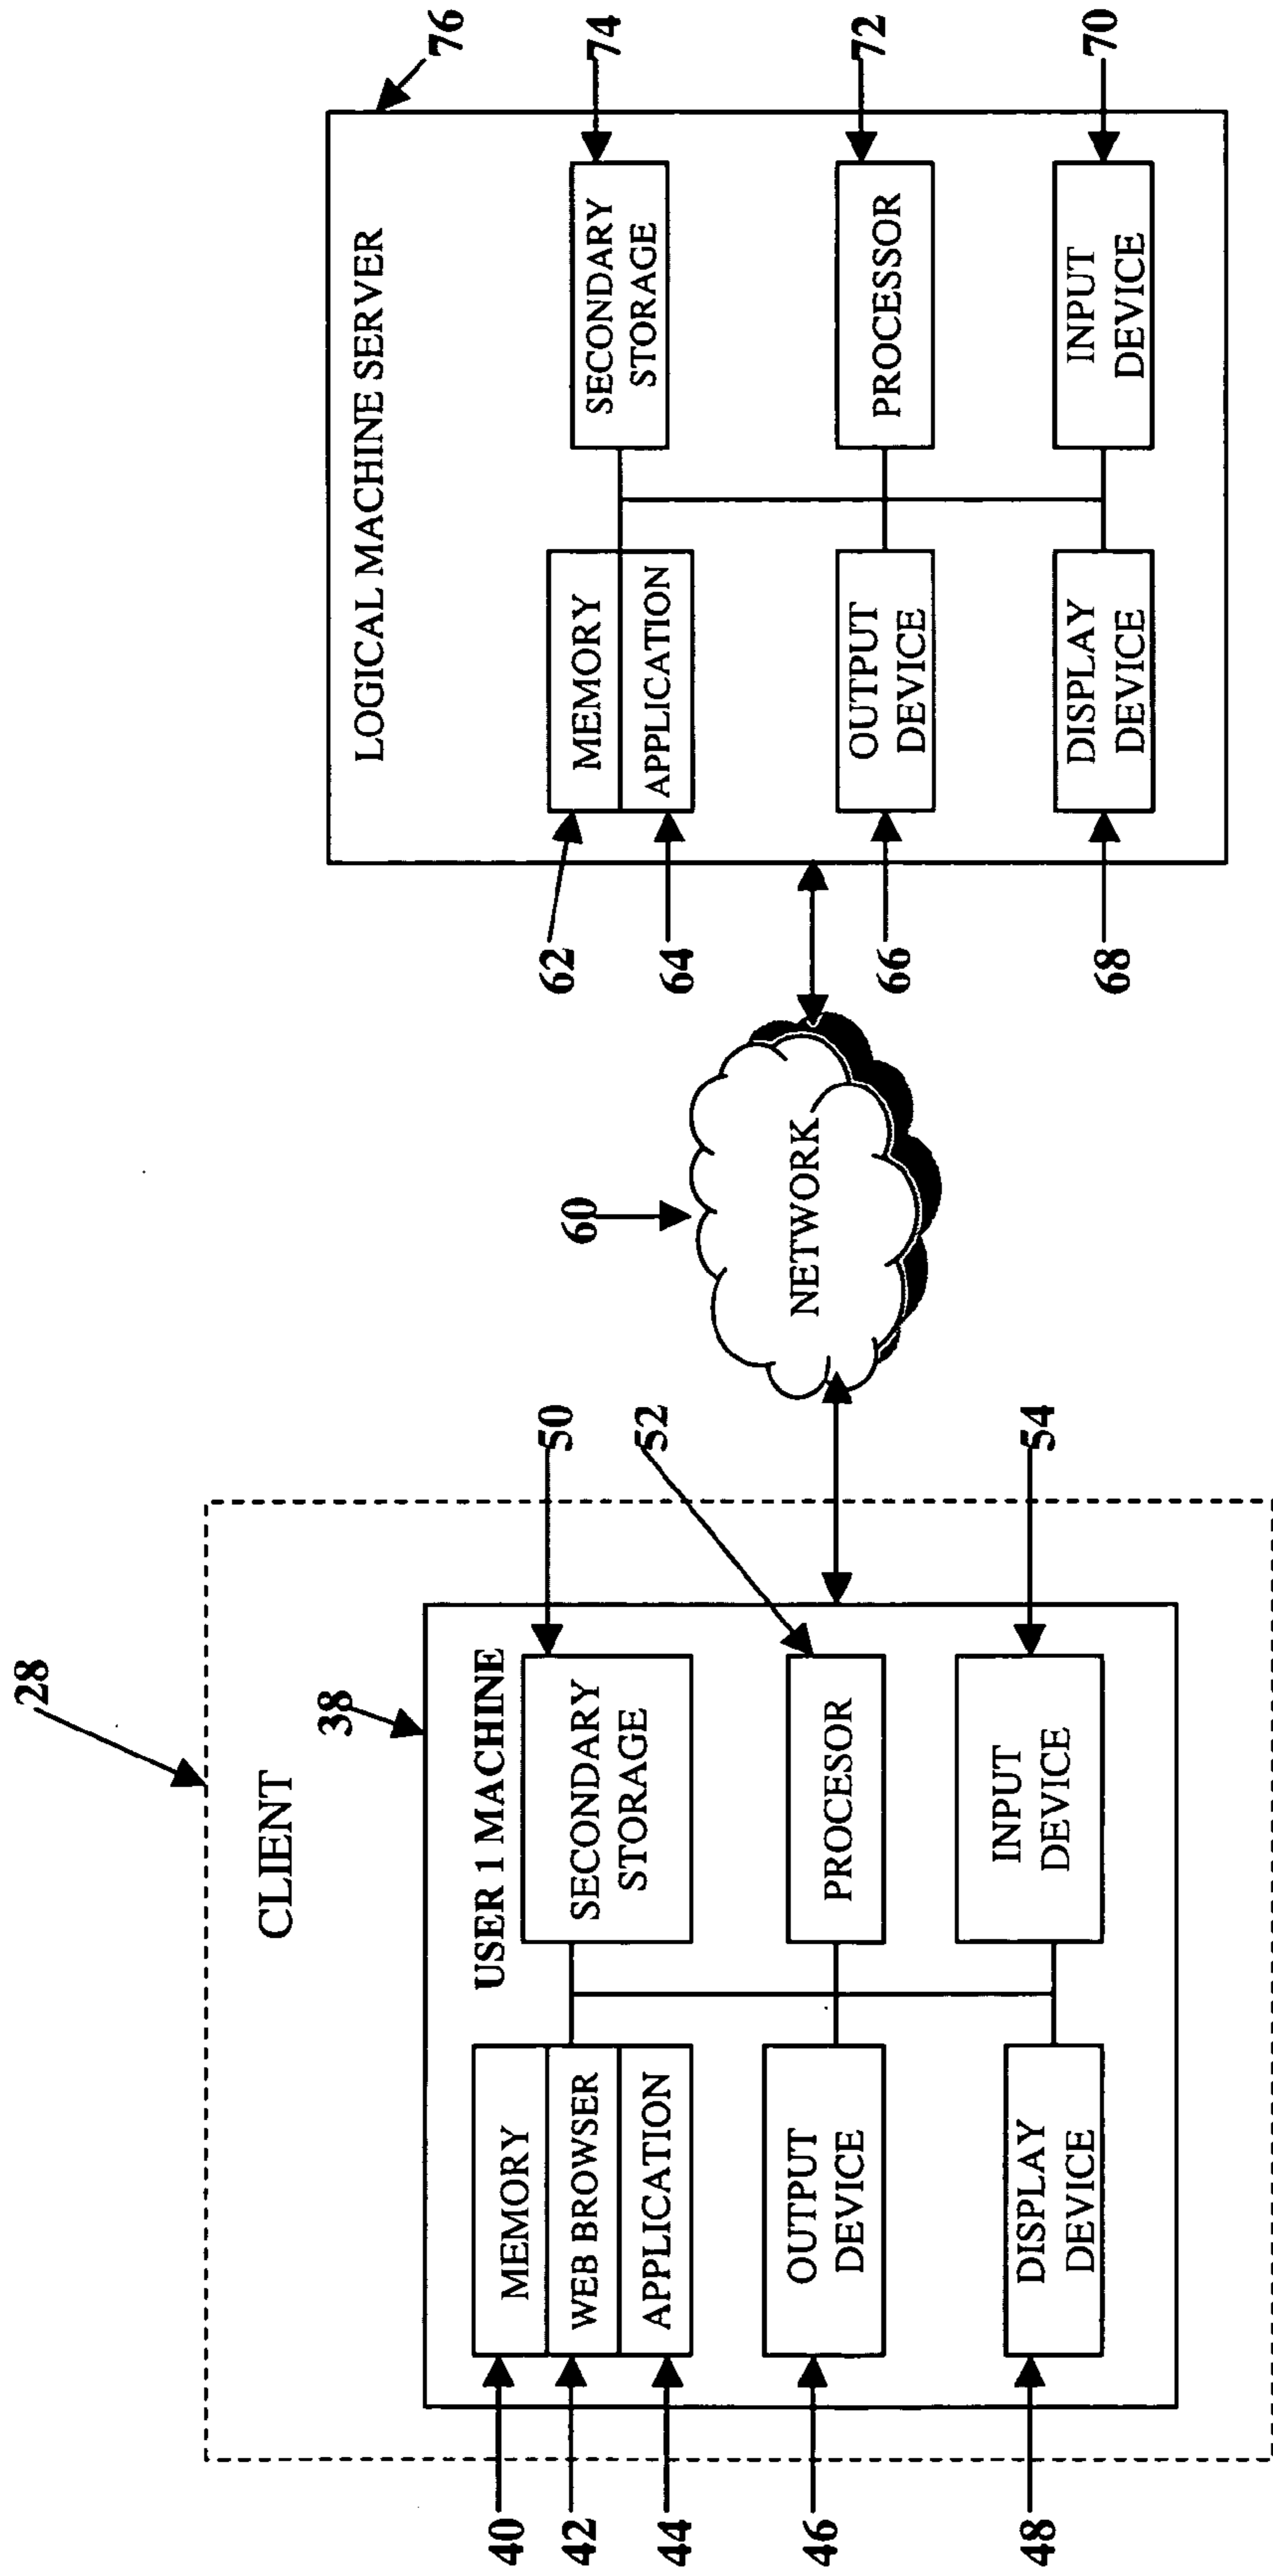 28
CLIENT
38
USER 1 MACHINE
40
MEMORY
42
WEB BROWSER
44
APPLICATION
SECONDARY
STORAGE
50
46
OUTPUT
DEVICE
PROCESOR
52
48
DISPLAY
DEVICE
INPUT
DEVICE
54
60
NETWORK
LOGICAL MACHINE SERVER
76
62
MEMORY
64
APPLICATION
SECONDARY
STORAGE
74
66
OUTPUT
DEVICE
PROCESSOR
72
68
DISPLAY
DEVICE
INPUT
DEVICE
70